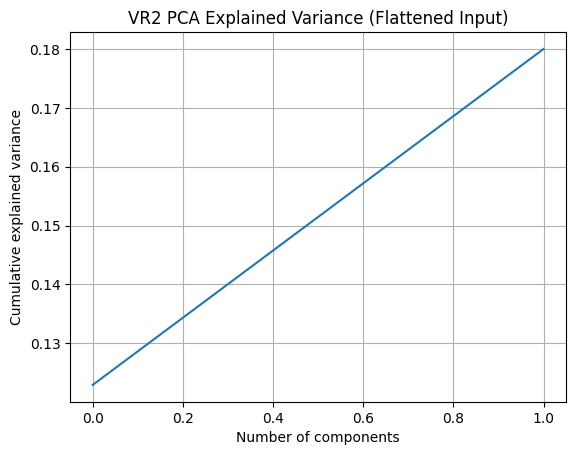 VR2 PCA Explained Variance (Flattened Input)
Cumulative explained variance
0.18
0.17
0.16
0.15
0.14
0.13
0.0 0.2 0.4 0.6 0.8 1.0
Number of components